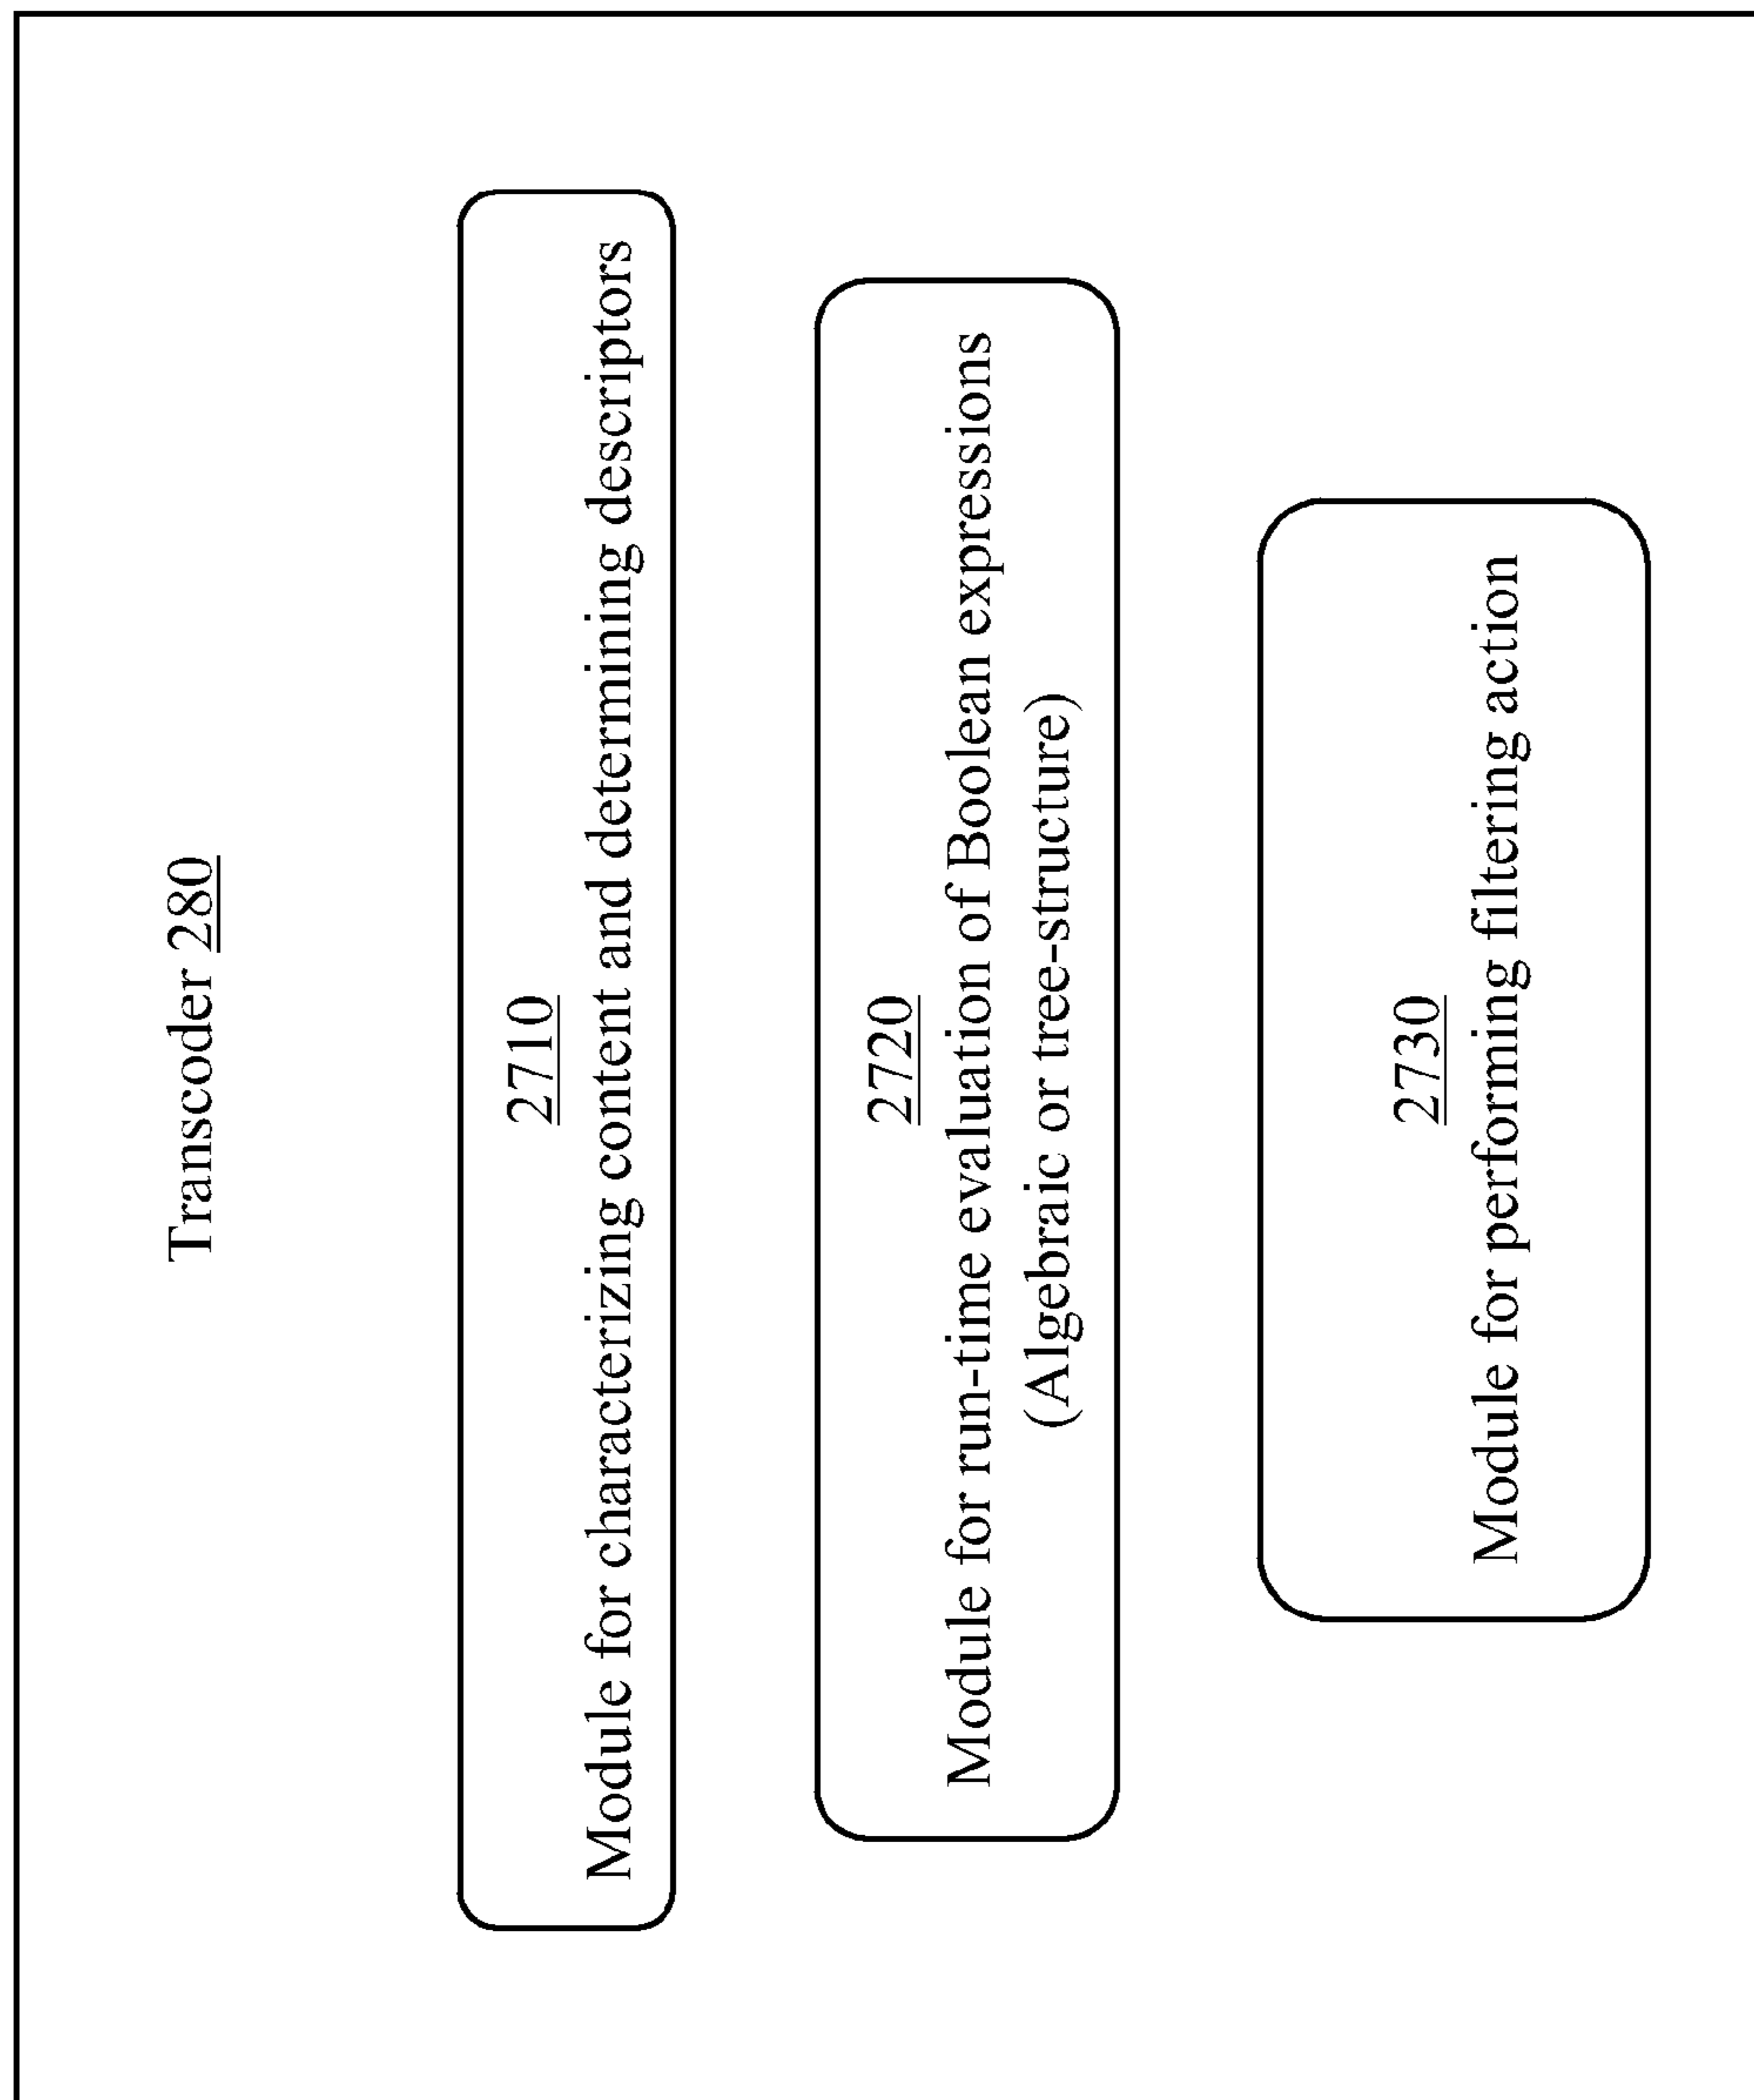 Transcoder 280
2710
Module for characterizing content and determining descriptors
2720
Module for run-time evaluation of Boolean expressions
(Algebraic or tree-structure)
2730
Module for performing filtering action